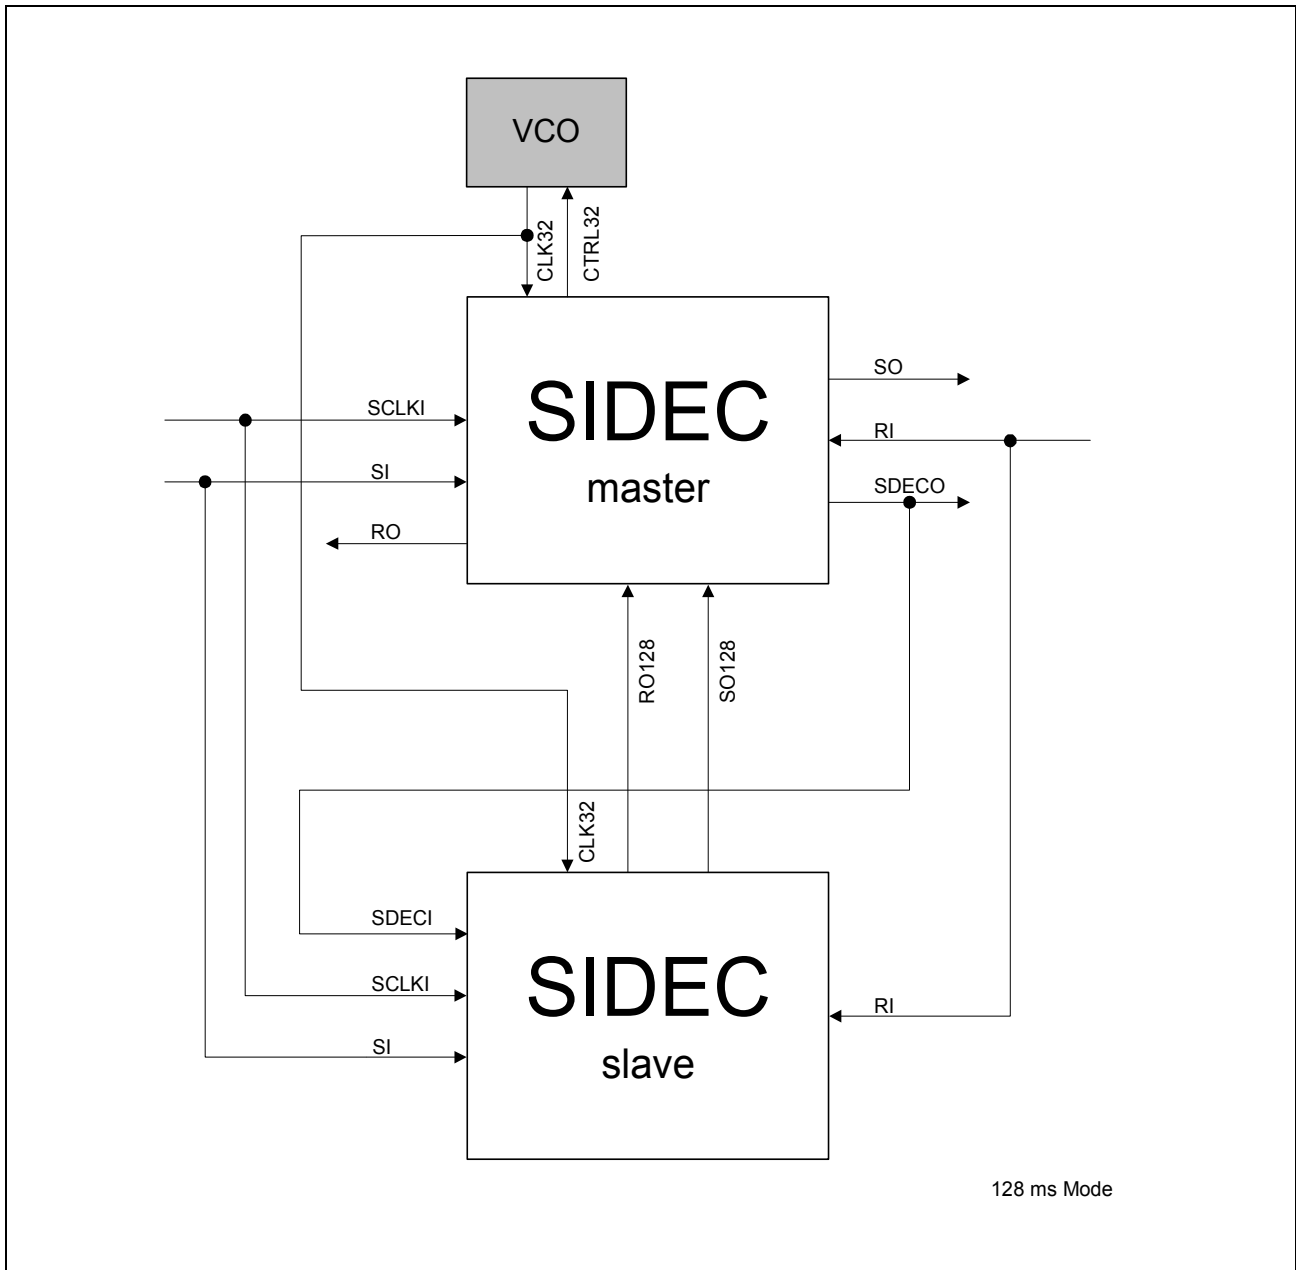 VCO
CLK32
CTRL32
SO
SCLKI
RI
SIDEC
master
SI
SDECO
RO
RO128
SO128
CLK32
SDECI
SIDEC
slave
SCLKI
RI
SI
128 ms Mode